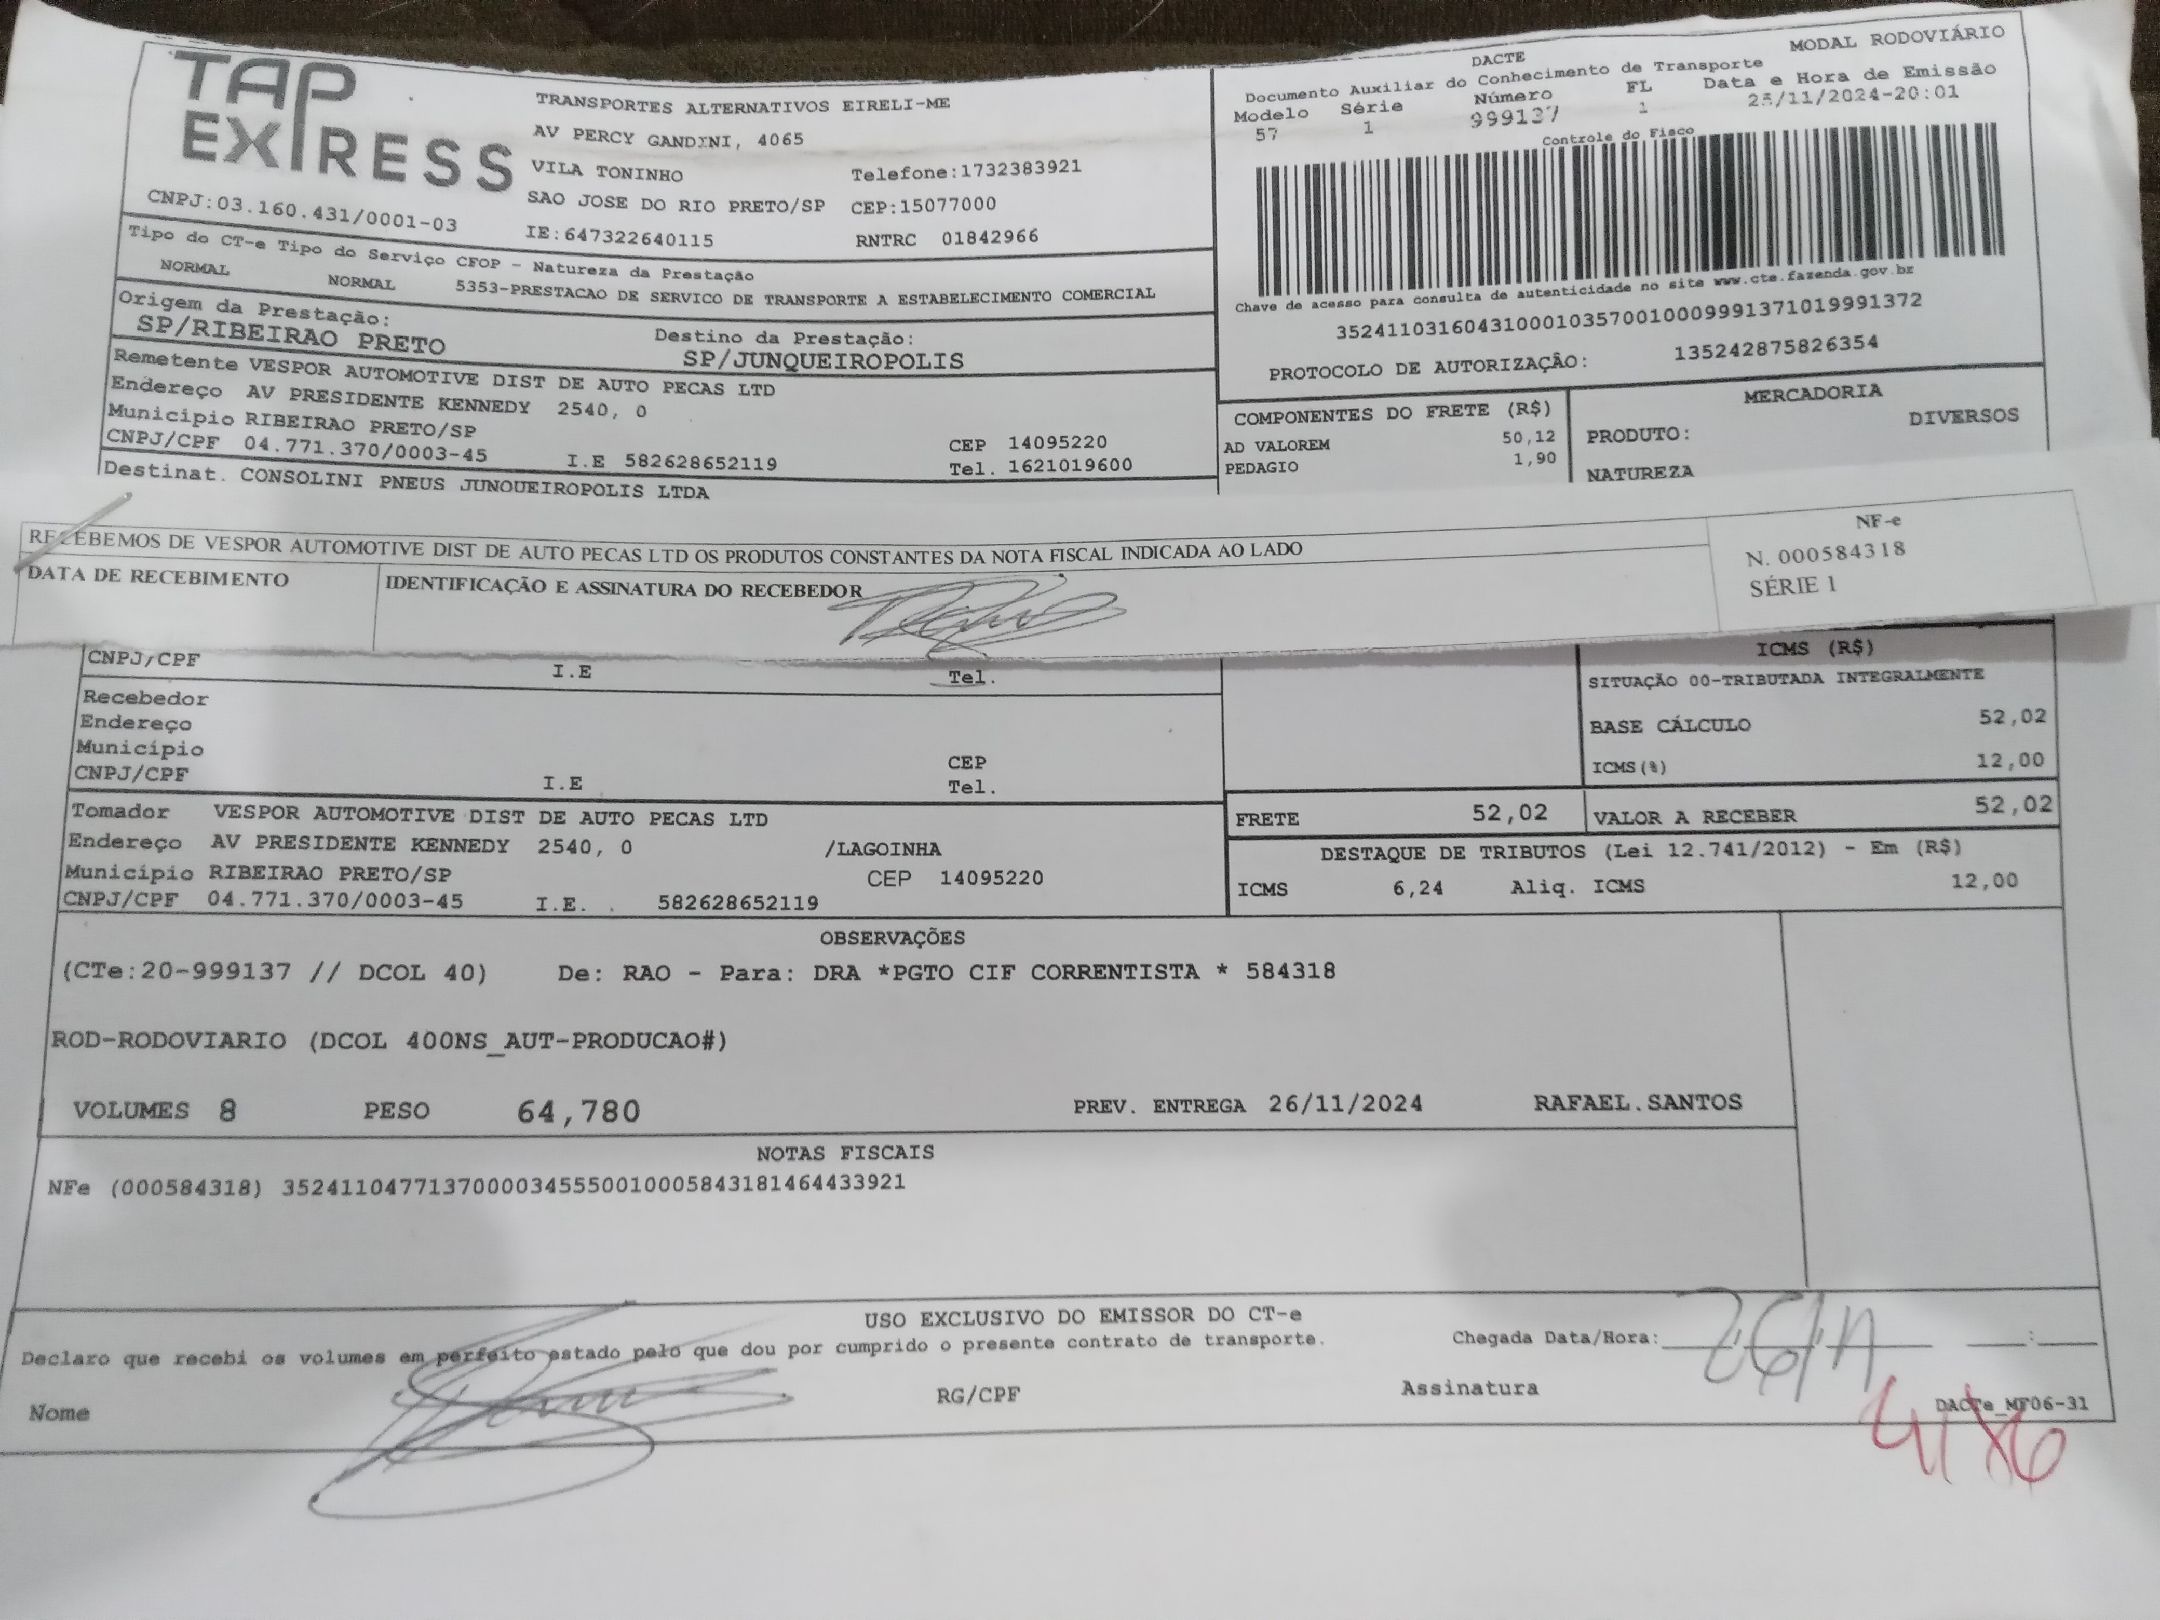 TAP EXPRESS
TRANSPORTES ALTERNATIVOS EIRELI-ME
AV PERCY GANDINI, 4065
VILA TONINHO Telefone:1732383921
SAO JOSE DO RIO PRETO/SP CEP:15077000
CNPJ:03.160.431/0001-03 IE:647322640115 RNTRC 01842966
DACTE MODAL RODOVIÁRIO
Documento Auxiliar do Conhecimento de Transporte
Modelo Série Número FL Data e Hora de Emissão
57 1 999137 1 25/11/2024-20:01
Controle do Fisco
Chave de acesso para consulta de autenticidade no site www.cte.fazenda.gov.br
35241103160431000103570010009991371019991372
PROTOCOLO DE AUTORIZAÇÂO: 135242875826354
Tipo do CT-e Tipo do Serviço CFOP - Natureza da Prestação
NORMAL NORMAL 5353-PRESTACAO DE SERVICO DE TRANSPORTE A ESTABELECIMENTO COMERCIAL
Origem da Prestação: Destino da Prestação:
SP/RIBEIRAO PRETO SP/JUNQUEIROPOLIS
Remetente VESPOR AUTOMOTIVE DIST DE AUTO PECAS LTD
Endereço AV PRESIDENTE KENNEDY 2540, 0
Município RIBEIRAO PRETO/SP CEP 14095220
CNPJ/CPF 04.771.370/0003-45 I.E 582628652119 Tel. 1621019600
Destinat. CONSOLINI PNEUS JUNQUEIROPOLIS LTDA
COMPONENTES DO FRETE (R$)
AD VALOREM 50,12
PEDAGIO 1,90
MERCADORIA
PRODUTO: DIVERSOS
NATUREZA
RECEBEMOS DE VESPOR AUTOMOTIVE DIST DE AUTO PECAS LTD OS PRODUTOS CONSTANTES DA NOTA FISCAL INDICADA AO LADO
DATA DE RECEBIMENTO IDENTIFICAÇÃO E ASSINATURA DO RECEBEDOR
NF-e
N. 000584318
SÉRIE 1
CNPJ/CPF I.E Tel.
Recebedor
Endereço
Município CEP
CNPJ/CPF I.E Tel.
ICMS (R$)
SITUAÇÃO 00-TRIBUTADA INTEGRALMENTE
BASE CÁLCULO 52,02
ICMS(%) 12,00
Tomador VESPOR AUTOMOTIVE DIST DE AUTO PECAS LTD
Endereço AV PRESIDENTE KENNEDY 2540, 0 /LAGOINHA
Município RIBEIRAO PRETO/SP CEP 14095220
CNPJ/CPF 04.771.370/0003-45 I.E. . 582628652119
FRETE 52,02 VALOR A RECEBER 52,02
DESTAQUE DE TRIBUTOS (Lei 12.741/2012) - Em (R$)
ICMS 6,24 Aliq. ICMS 12,00
OBSERVAÇÕES
(CTe:20-999137 // DCOL 40) De: RAO - Para: DRA *PGTO CIF CORRENTISTA * 584318
ROD-RODOVIARIO (DCOL 400NS_AUT-PRODUCAO#)
VOLUMES 8 PESO 64,780 PREV. ENTREGA 26/11/2024 RAFAEL.SANTOS
NOTAS FISCAIS
NFe (000584318) 35241104771370000345550010005843181464433921
USO EXCLUSIVO DO EMISSOR DO CT-e
Declaro que recebi os volumes em perfeito estado pelo que dou por cumprido o presente contrato de transporte. Chegada Data/Hora: 26/11 :
Nome RG/CPF Assinatura
DACTe_MF06-31